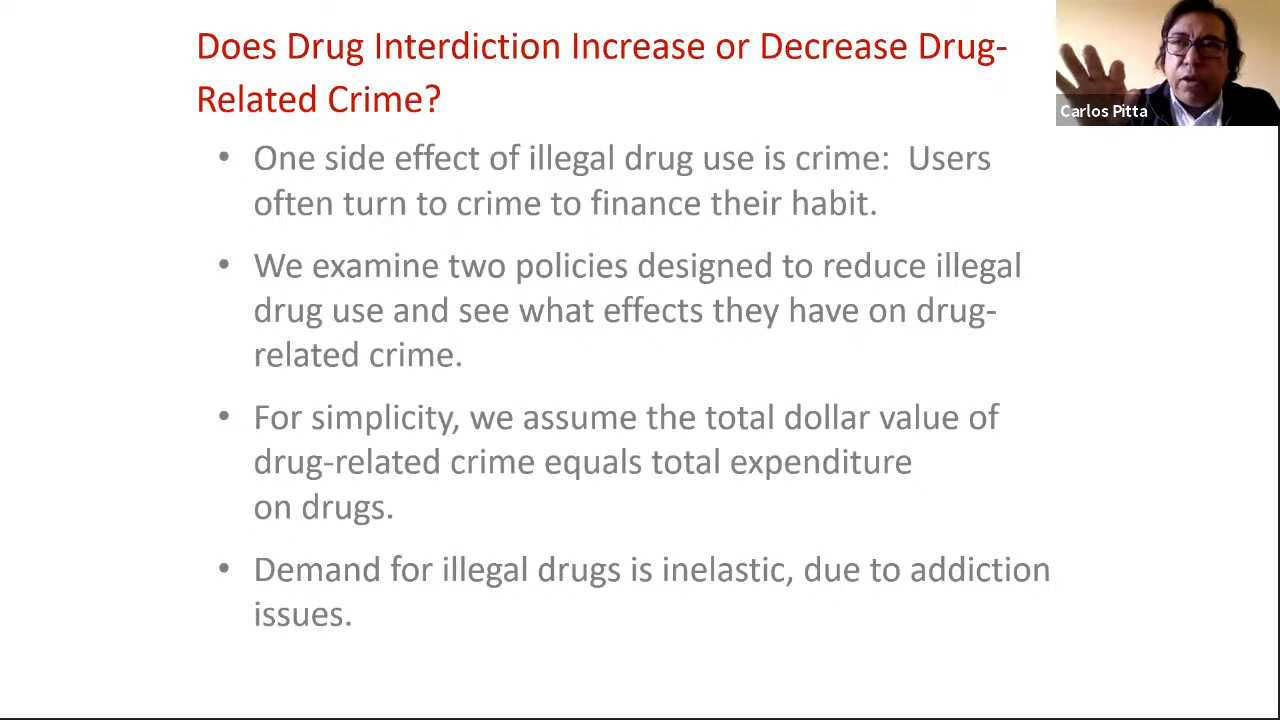 Does Drug Interdiction Increase or Decrease Drug-
Related Crime?
• One side effect of illegal drug use is crime:  Users
often turn to crime to finance their habit.
• We examine two policies designed to reduce illegal
drug use and see what effects they have on drug-
related crime.
• For simplicity, we assume the total dollar value of
drug-related crime equals total expenditure
on drugs.
• Demand for illegal drugs is inelastic, due to addiction
issues.
Carlos Pitta